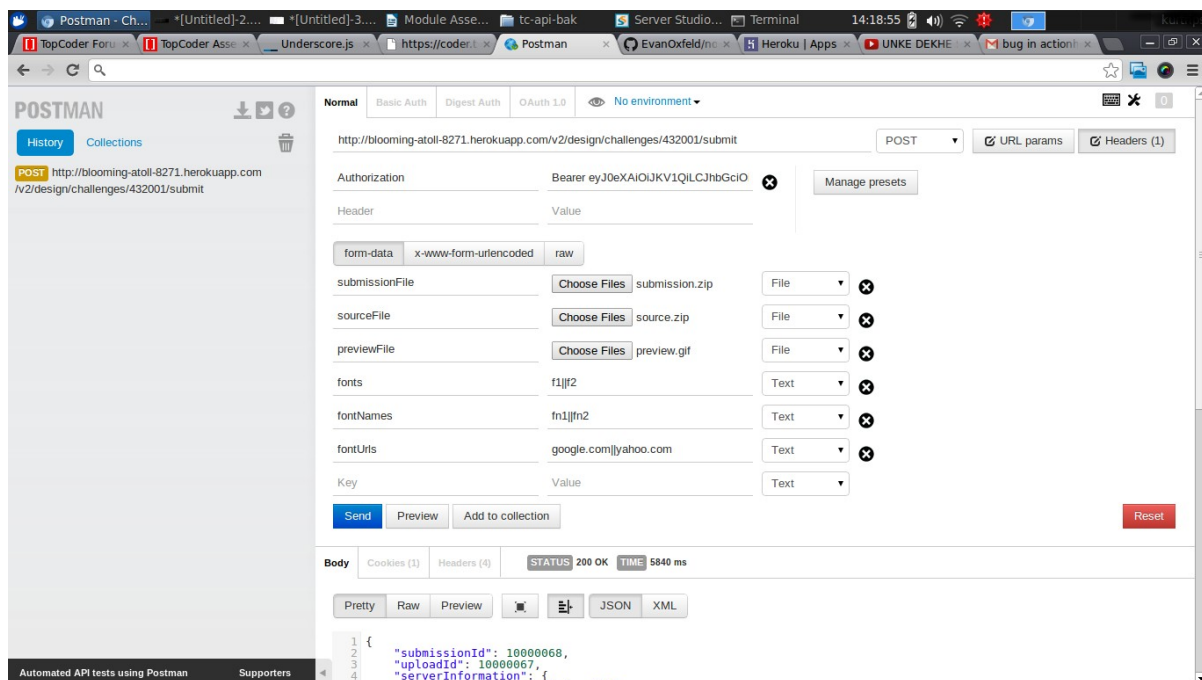 Postman - Ch... *[Untitled]-2.... *[Untitled]-3.... Module Asse... tc-api-bak Server Studio... Terminal 14:18:55
TopCoder Foru TopCoder Asse Underscore.js https://coder.t Postman EvanOxfeld/no Heroku | Apps UNKE DEKHE bug in actionh
POSTMAN
History Collections
POST http://blooming-atoll-8271.herokuapp.com
/v2/design/challenges/432001/submit
Automated API tests using Postman Supporters
Normal Basic Auth Digest Auth OAuth 1.0 No environment 0
http://blooming-atoll-8271.herokuapp.com/v2/design/challenges/432001/submit POST URL params Headers (1)
Authorization Bearer eyJ0eXAiOiJKV1QiLCJhbGciO Manage presets
Header Value
form-data x-www-form-urlencoded raw
submissionFile Choose Files submission.zip File
sourceFile Choose Files source.zip File
previewFile Choose Files preview.gif File
fonts f1||f2 Text
fontNames fn1||fn2 Text
fontUrls google.com||yahoo.com Text
Key Value Text
Send Preview Add to collection Reset
Body Cookies (1) Headers (4) STATUS 200 OK TIME 5840 ms
Pretty Raw Preview JSON XML
1 {
2 "submissionId": 10000068,
3 "uploadId": 10000067,
4 "serverInformation": {